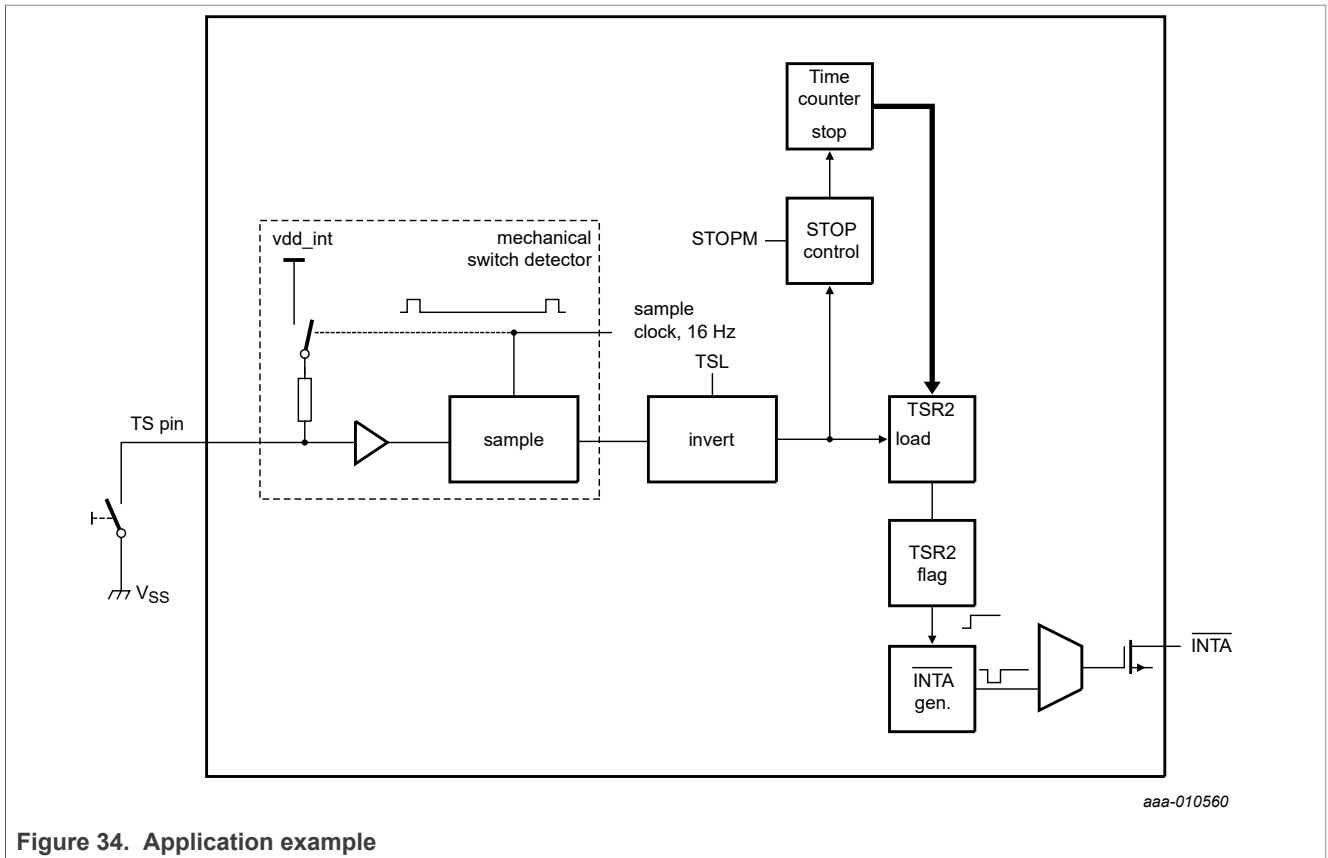 Time
counter
stop
STOPM
STOP
control
vdd_int
mechanical
switch detector
sample
clock, 16 Hz
TSL
TS pin
sample
invert
TSR2
load
TSR2
flag
VSS
INTA
gen.
INTA
aaa-010560
Figure 34. Application example